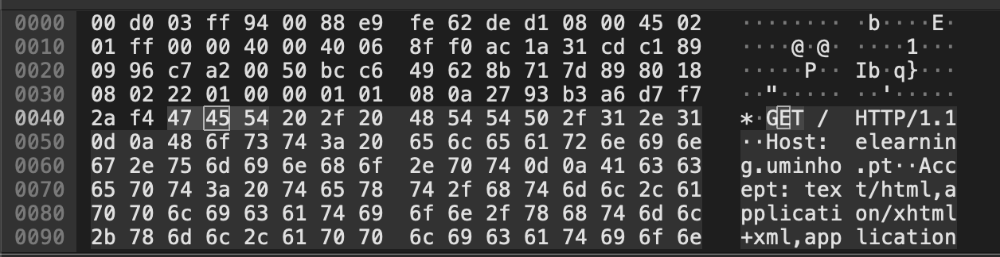 0000 00 d0 03 ff 94 00 88 e9 fe 62 de d1 08 00 45 02 ········ ·b····E·
0010 01 ff 00 00 40 00 40 06 8f f0 ac 1a 31 cd c1 89 ····@·@· ····1···
0020 09 96 c7 a2 00 50 bc c6 49 62 8b 71 7d 89 80 18 ·····P·· Ib·q}···
0030 08 02 22 01 00 00 01 01 08 0a 27 93 b3 a6 d7 f7 ··"····· ··'·····
0040 2a f4 47 45 54 20 2f 20 48 54 54 50 2f 31 2e 31 *·GET / HTTP/1.1
0050 0d 0a 48 6f 73 74 3a 20 65 6c 65 61 72 6e 69 6e ··Host: elearnin
0060 67 2e 75 6d 69 6e 68 6f 2e 70 74 0d 0a 41 63 63 g.uminho .pt··Acc
0070 65 70 74 3a 20 74 65 78 74 2f 68 74 6d 6c 2c 61 ept: tex t/html,a
0080 70 70 6c 69 63 61 74 69 6f 6e 2f 78 68 74 6d 6c pplicati on/xhtml
0090 2b 78 6d 6c 2c 61 70 70 6c 69 63 61 74 69 6f 6e +xml,app lication